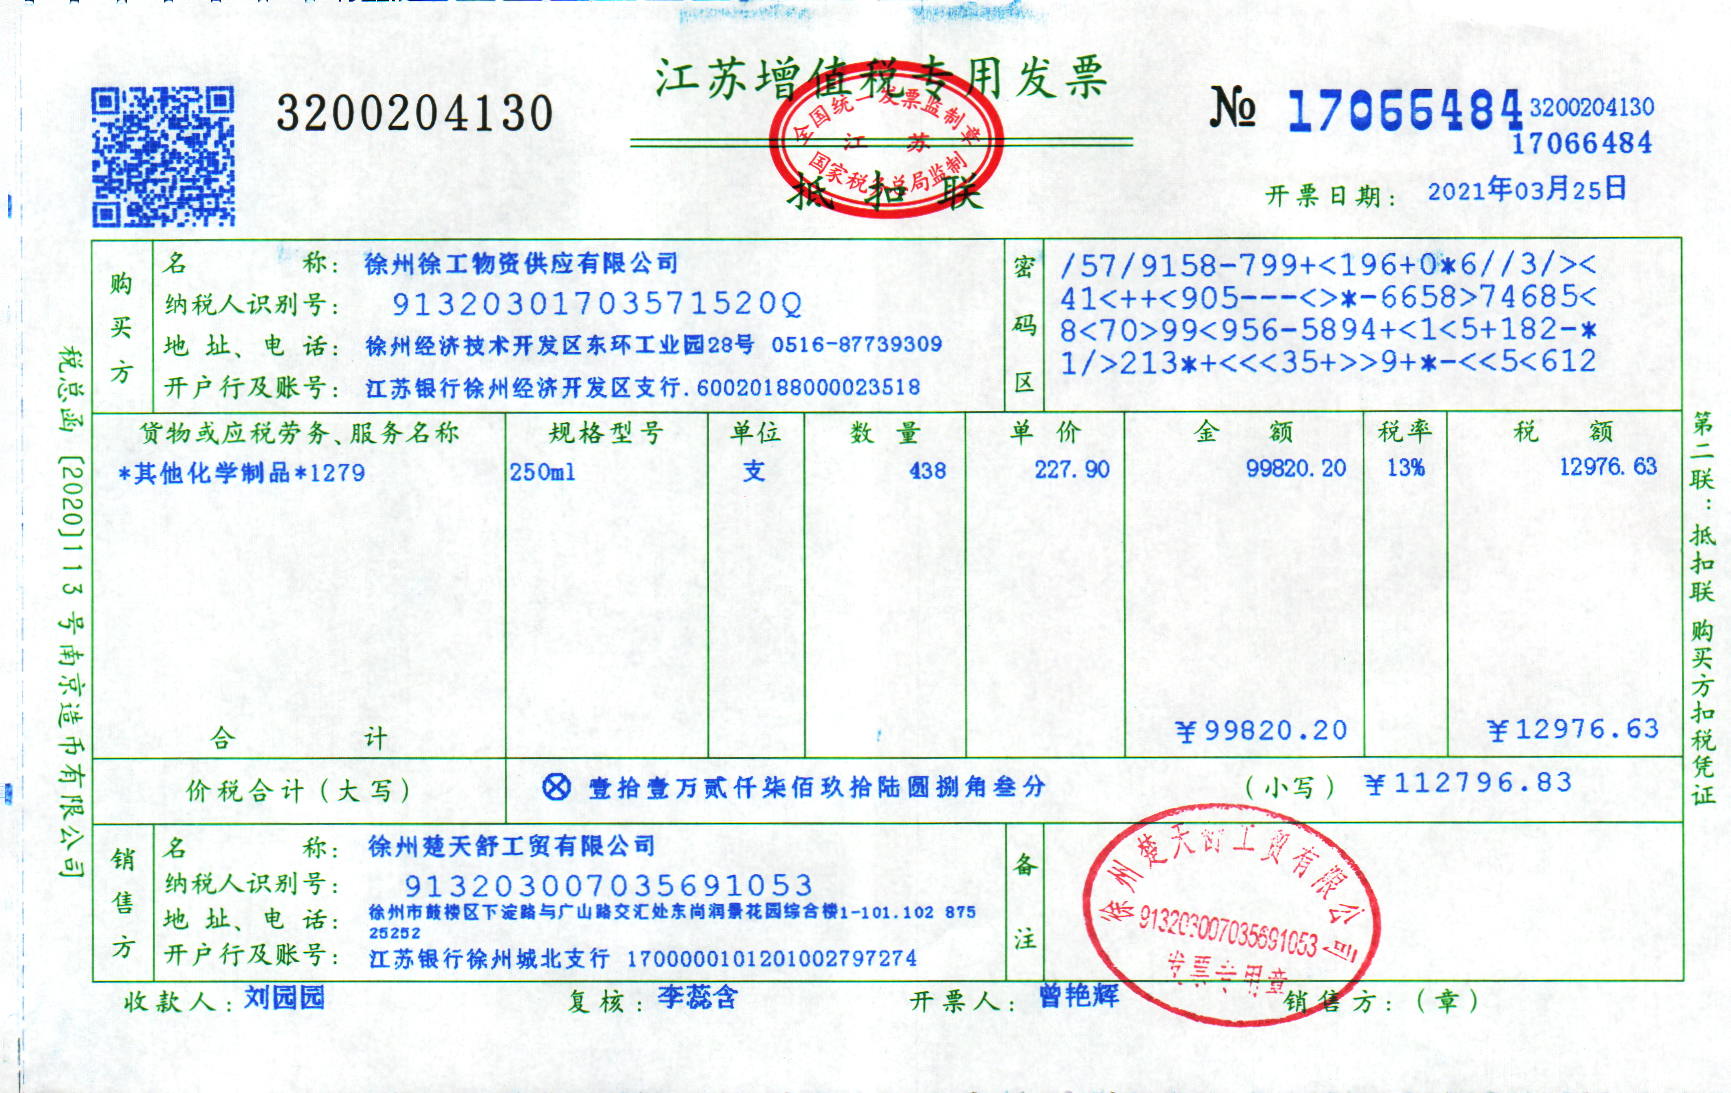 江苏增值税专用发票
3200204130
№ 17066484
3200204130
17066484
全国统一发票监制章
江 苏
国家税务总局监制
抵 扣 联
开票日期: 2021年03月25日
税总函〔2020〕113号南京造币有限公司
购买方
名 称: 徐州徐工物资供应有限公司
纳税人识别号: 91320301703571520Q
地 址、电 话: 徐州经济技术开发区东环工业园28号 0516-87739309
开户行及账号: 江苏银行徐州经济开发区支行.60020188000023518
密码区
/57/9158-799+<196+0*6//3/><
41<++<905---<>*-6658>74685<
8<70>99<956-5894+<1<5+182-*
1/>213*+<<<35+>>9+*-<<5<612
货物或应税劳务、服务名称 规格型号 单位 数 量 单 价 金 额 税率 税 额
*其他化学制品*1279 250ml 支 438 227.90 99820.20 13% 12976.63
合 计 ¥99820.20 ¥12976.63
价税合计(大写) ⊗ 壹拾壹万贰仟柒佰玖拾陆圆捌角叁分 (小写) ¥112796.83
销售方
名 称: 徐州楚天舒工贸有限公司
纳税人识别号: 913203007035691053
地 址、电 话: 徐州市鼓楼区下淀路与广山路交汇处东尚润景花园综合楼1-101.102 875
25252
开户行及账号: 江苏银行徐州城北支行 17000001012010027972​74
备注
徐州楚天舒工贸有限公司
913203007035691053
发票专用章
收款人: 刘园园 复核: 李蕊含 开票人: 曾艳辉 销售方:(章)
第二联:抵扣联 购买方扣税凭证